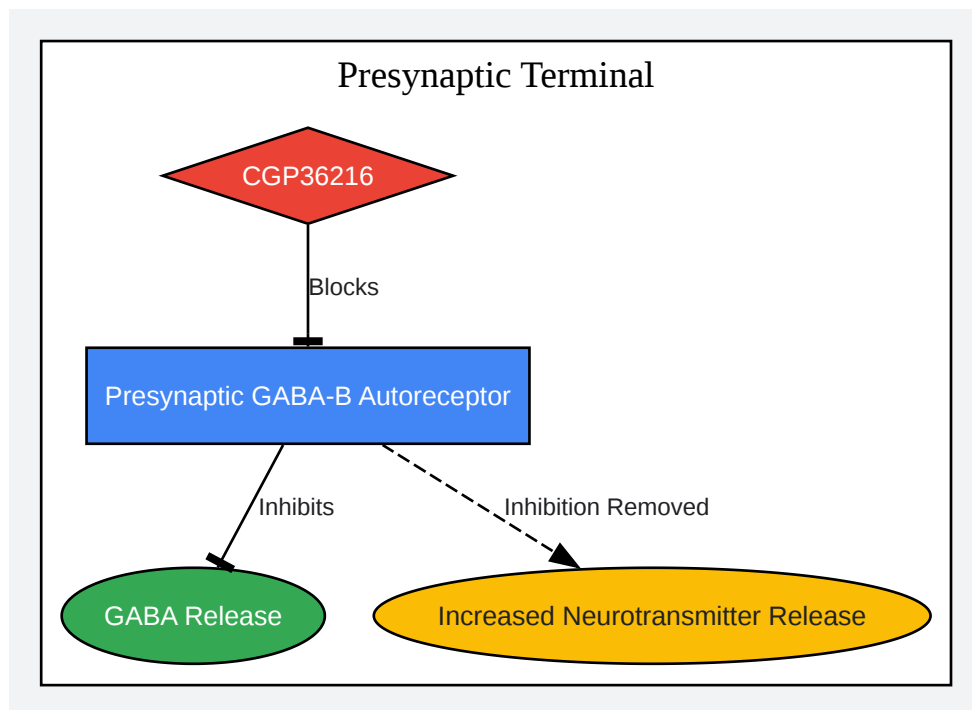 Presynaptic Terminal
CGP36216
Blocks
Presynaptic GABA-B Autoreceptor
Inhibits
Inhibition Removed
GABA Release
Increased Neurotransmitter Release